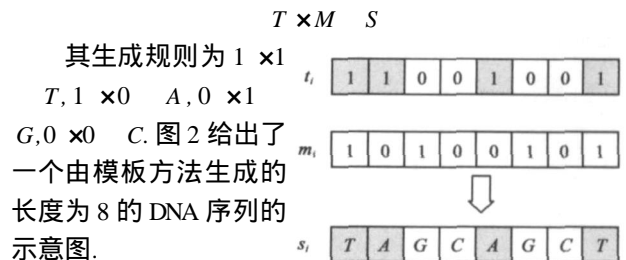 T × M S
其生成规则为 1 ×1
T, 1 ×0 A , 0 ×1
G,0 ×0 C. 图 2 给出了
一个由模板方法生成的
长度为 8 的 DNA 序列的
示意图.
tᵢ 1 1 0 0 1 0 0 1
mᵢ 1 0 1 0 0 1 0 1
sᵢ T A G C A G C T